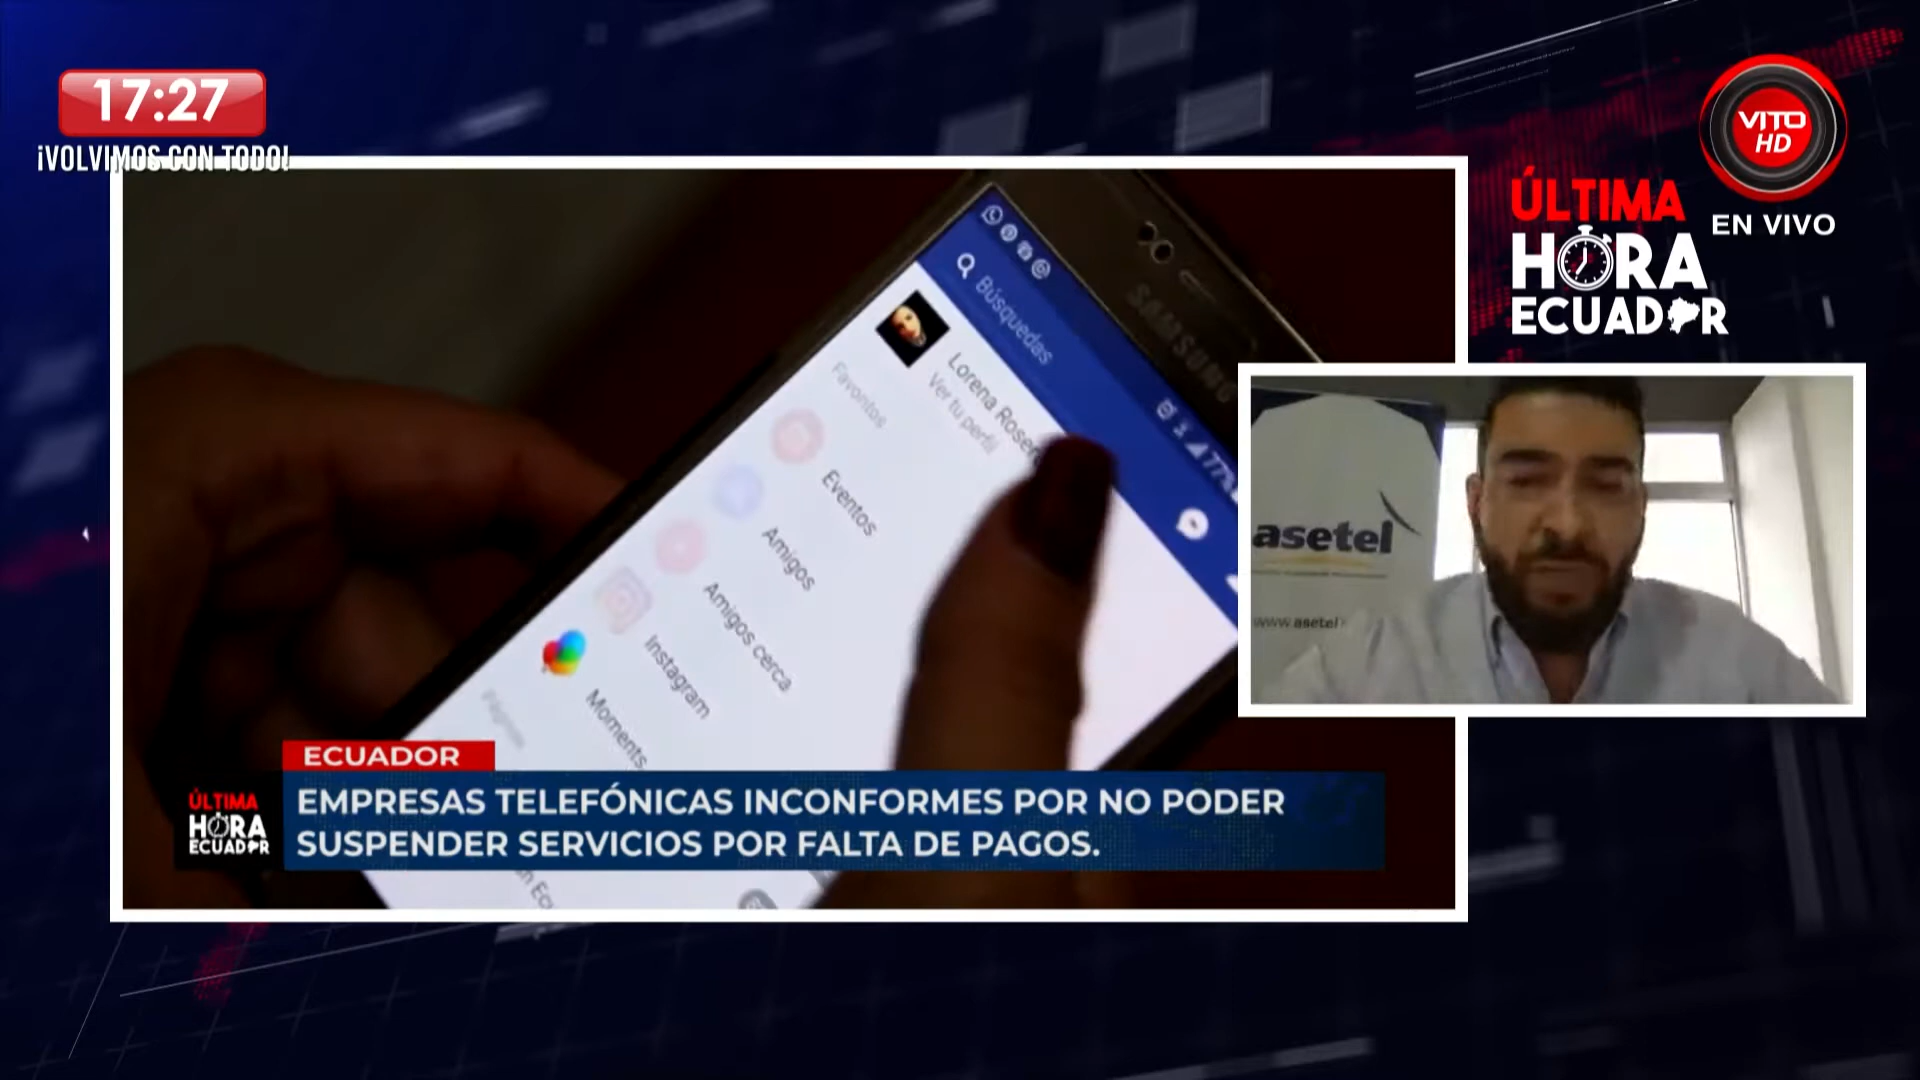 17:27
¡VOLVIMOS CON TODO!
VITO
HD
EN VIVO
ÚLTIMA
HORA
ECUADOR
SAMSUNG
Búsquedas
Lorena
Ver tu perfil
Favoritos
Eventos
Amigos
Amigos cerca
Instagram
Moments
asetel
www.asetel
ECUADOR
ÚLTIMA
HORA
ECUADOR
EMPRESAS TELEFÓNICAS INCONFORMES POR NO PODER
SUSPENDER SERVICIOS POR FALTA DE PAGOS.